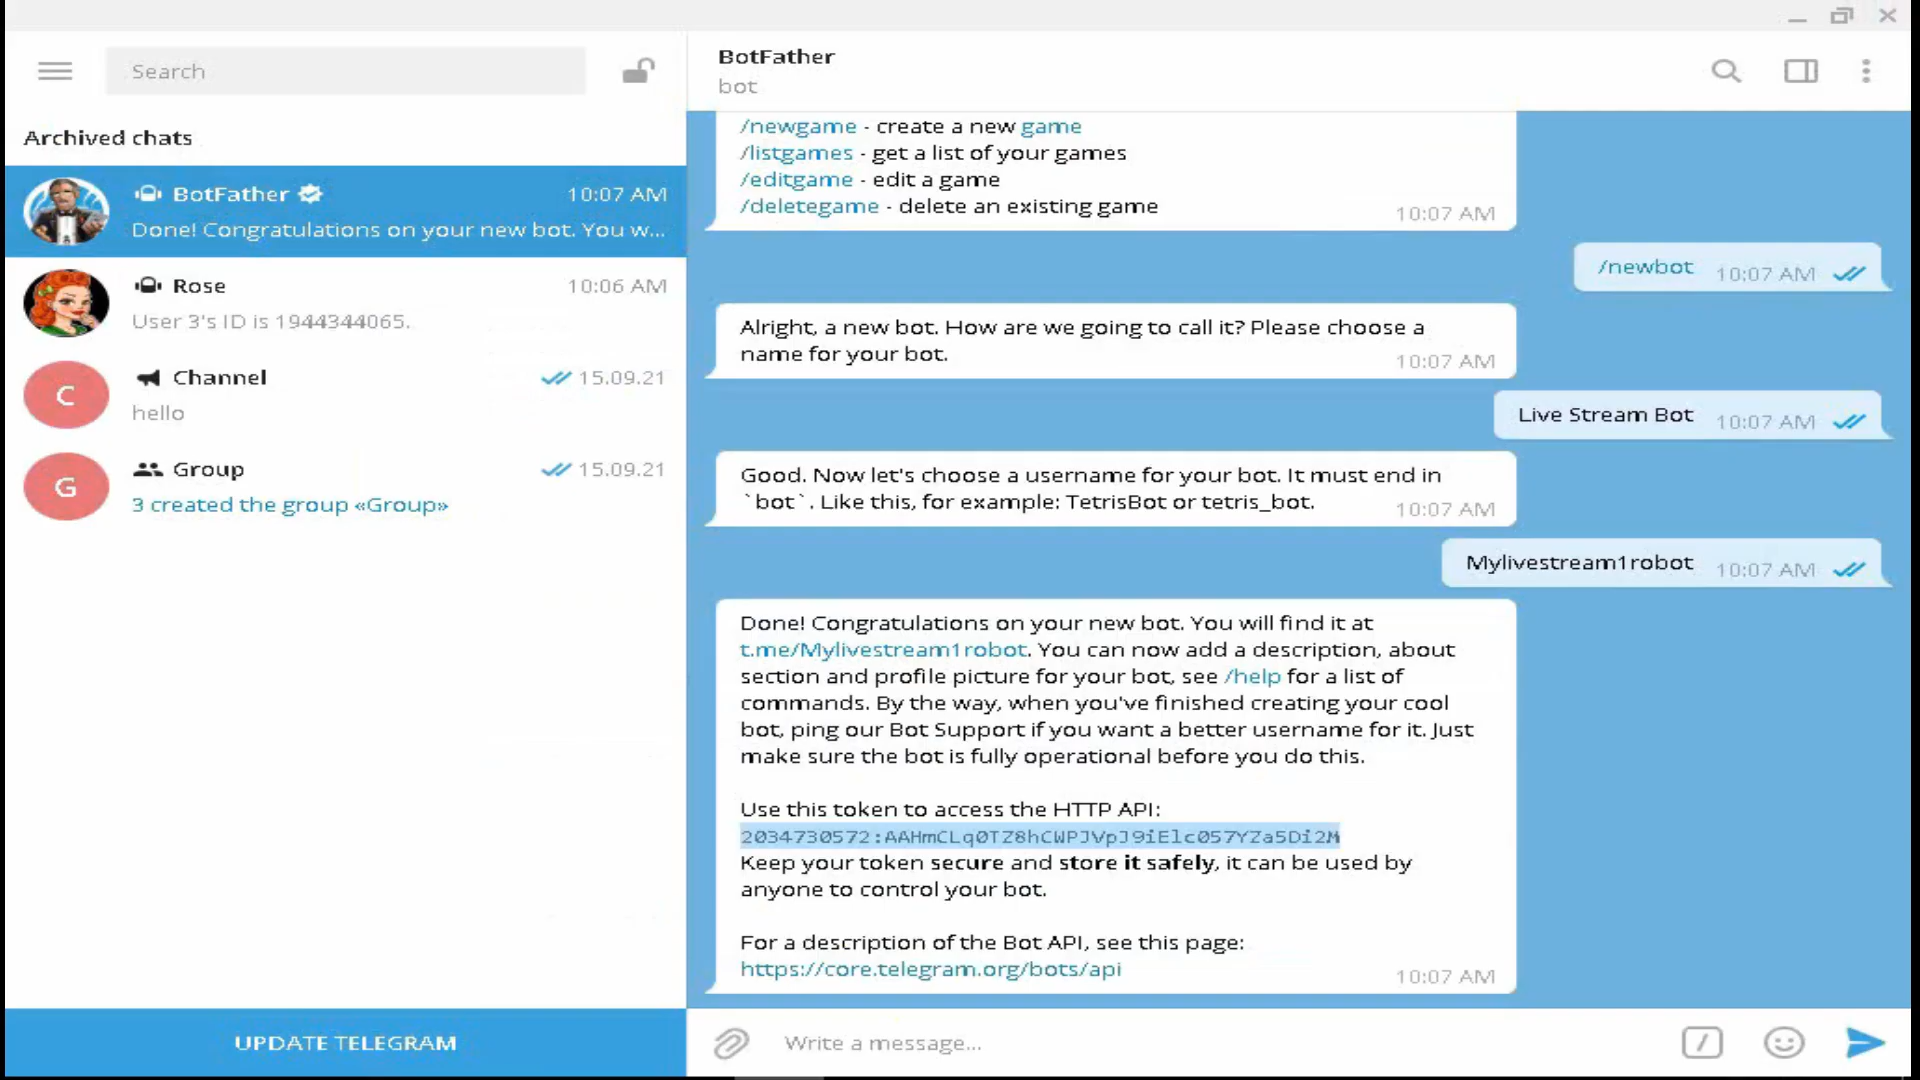 Search
Archived chats
BotFather
10:07 AM
Done! Congratulations on your new bot. You w...
Rose
10:06 AM
User 3's ID is 1944344065.
C
Channel
15.09.21
hello
G
Group
15.09.21
3 created the group «Group»
UPDATE TELEGRAM
BotFather
bot
/newgame - create a new game
/listgames - get a list of your games
/editgame - edit a game
/deletegame - delete an existing game
10:07 AM
/newbot 10:07 AM
Alright, a new bot. How are we going to call it? Please choose a
name for your bot.
10:07 AM
Live Stream Bot 10:07 AM
Good. Now let's choose a username for your bot. It must end in
`bot`. Like this, for example: TetrisBot or tetris_bot.
10:07 AM
Mylivestream1robot 10:07 AM
Done! Congratulations on your new bot. You will find it at
t.me/Mylivestream1robot. You can now add a description, about
section and profile picture for your bot, see /help for a list of
commands. By the way, when you've finished creating your cool
bot, ping our Bot Support if you want a better username for it. Just
make sure the bot is fully operational before you do this.
Use this token to access the HTTP API:
2034730572:AAHmCLq0TZ8hCWPJVpJ9iElc057YZa5Di2M
Keep your token secure and store it safely, it can be used by
anyone to control your bot.
For a description of the Bot API, see this page:
https://core.telegram.org/bots/api
10:07 AM
Write a message...